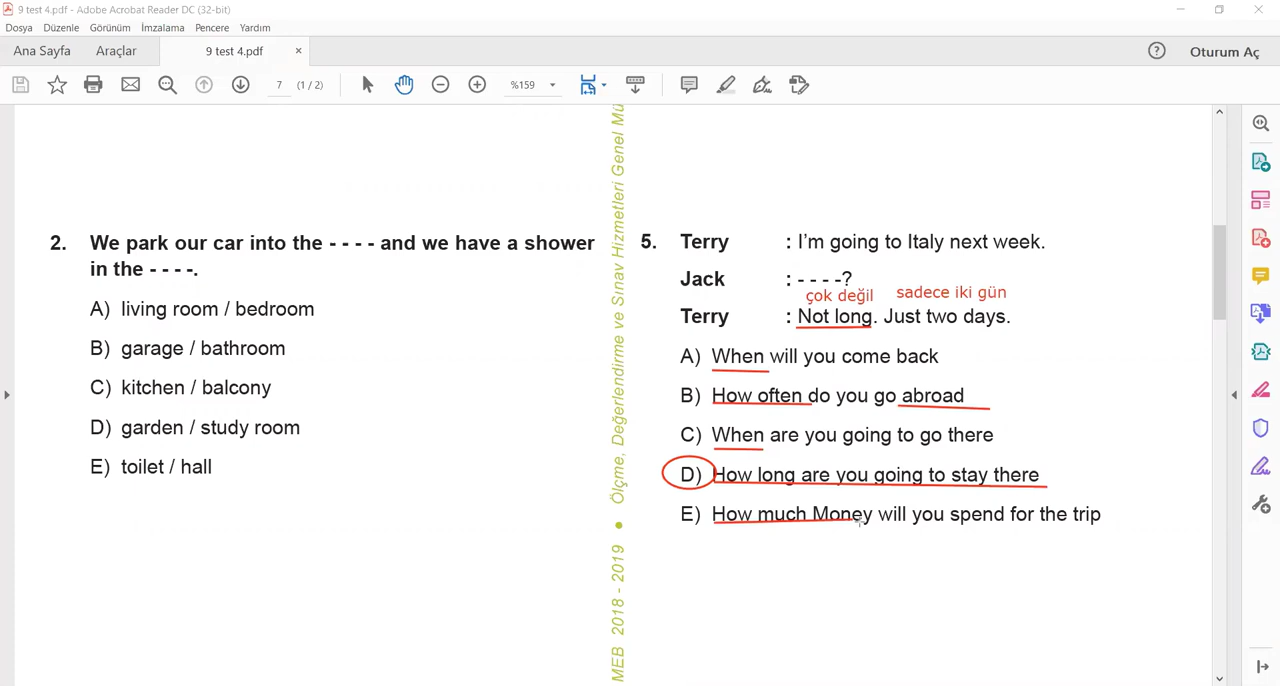 9 test 4.pdf - Adobe Acrobat Reader DC (32-bit)
Dosya Düzenle Görünüm İmzalama Pencere Yardım
Ana Sayfa Araçlar 9 test 4.pdf × ? Oturum Aç
7 (1 / 2) %159
2. We park our car into the - - - - and we have a shower
in the - - - -.
A) living room / bedroom
B) garage / bathroom
C) kitchen / balcony
D) garden / study room
E) toilet / hall
MEB 2018 - 2019 ● Ölçme, Değerlendirme ve Sınav Hizmetleri Genel Mü
5. Terry : I’m going to Italy next week.
Jack : - - - -?
çok değil sadece iki gün
Terry : Not long. Just two days.
A) When will you come back
B) How often do you go abroad
C) When are you going to go there
D) How long are you going to stay there
E) How much Money will you spend for the trip